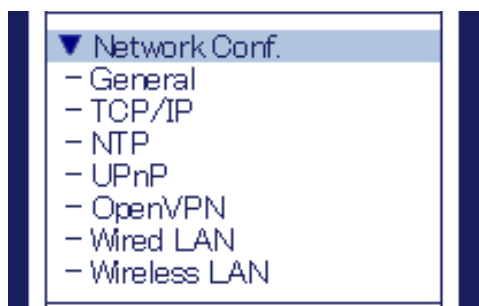 ▼ Network Conf.
– General
– TCP/IP
– NTP
– UPnP
– OpenVPN
– Wired LAN
– Wireless LAN